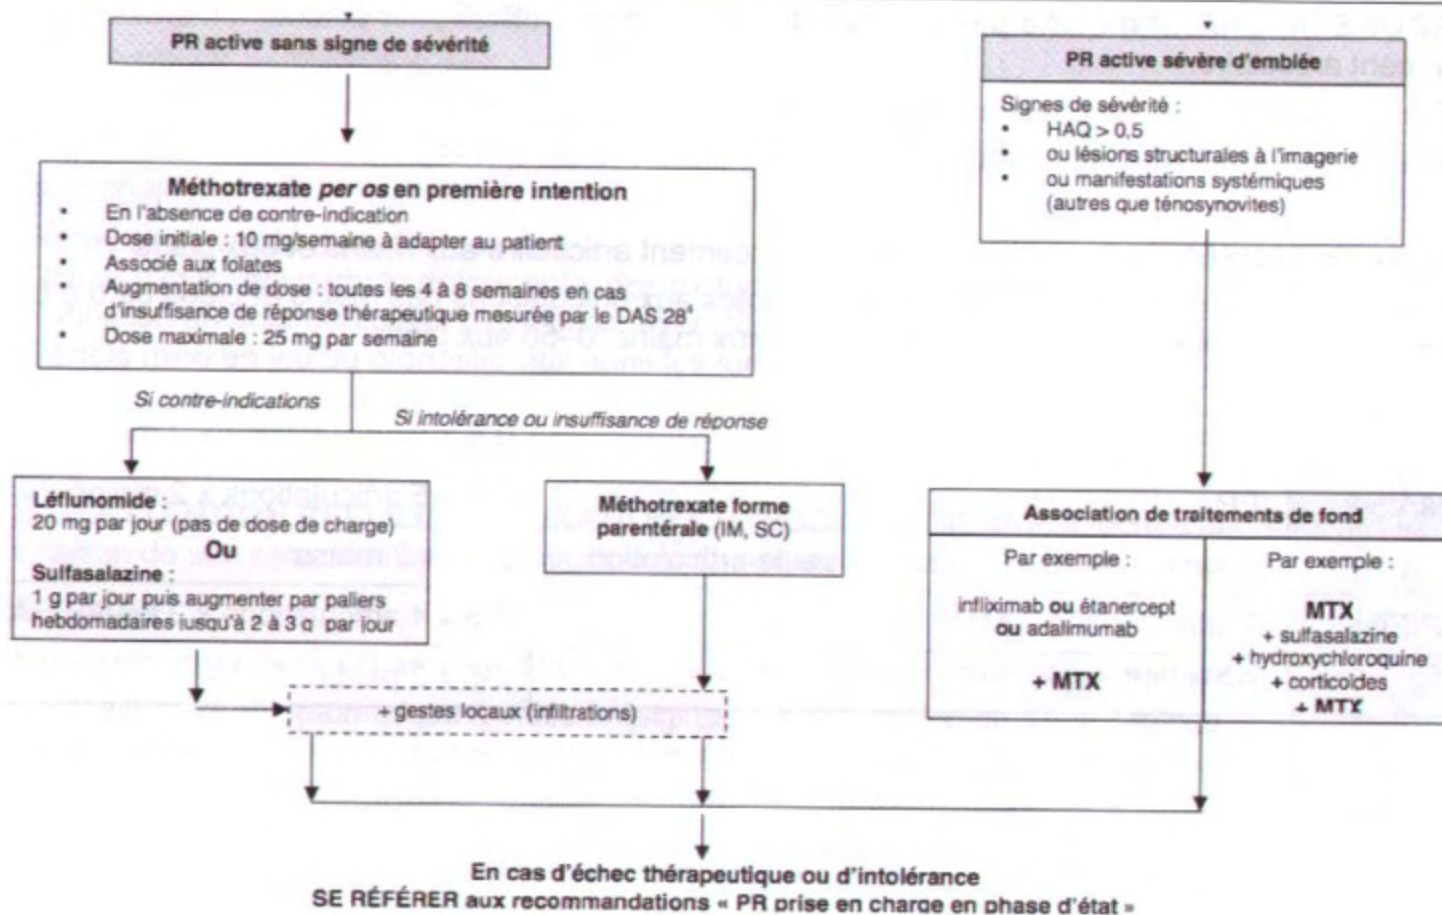 PR active sans signe de sévérité
Méthotrexate per os en première intention
• En l'absence de contre-indication
• Dose initiale : 10 mg/semaine à adapter au patient
• Associé aux folates
• Augmentation de dose : toutes les 4 à 8 semaines en cas
d'insuffisance de réponse thérapeutique mesurée par le DAS 28
• Dose maximale : 25 mg par semaine
Si contre-indications
Si intolérance ou insuffisance de réponse
Léflunomide :
20 mg par jour (pas de dose de charge)
Ou
Sulfasalazine :
1 g par jour puis augmenter par paliers
hebdomadaires jusqu'à 2 à 3 g par jour
Méthotrexate forme
parentérale (IM, SC)
+ gestes locaux (infiltrations)
PR active sévère d'emblée
Signes de sévérité :
• HAQ > 0,5
• ou lésions structurales à l'imagerie
• ou manifestations systémiques
(autres que ténosynovites)
Association de traitements de fond
Par exemple :
infliximab ou étanercept
ou adalimumab
+ MTX
Par exemple :
MTX
+ sulfasalazine
+ hydroxychloroquine
+ corticoïdes
+ MTX
En cas d'échec thérapeutique ou d'intolérance
SE RÉFÉRER aux recommandations « PR prise en charge en phase d'état »